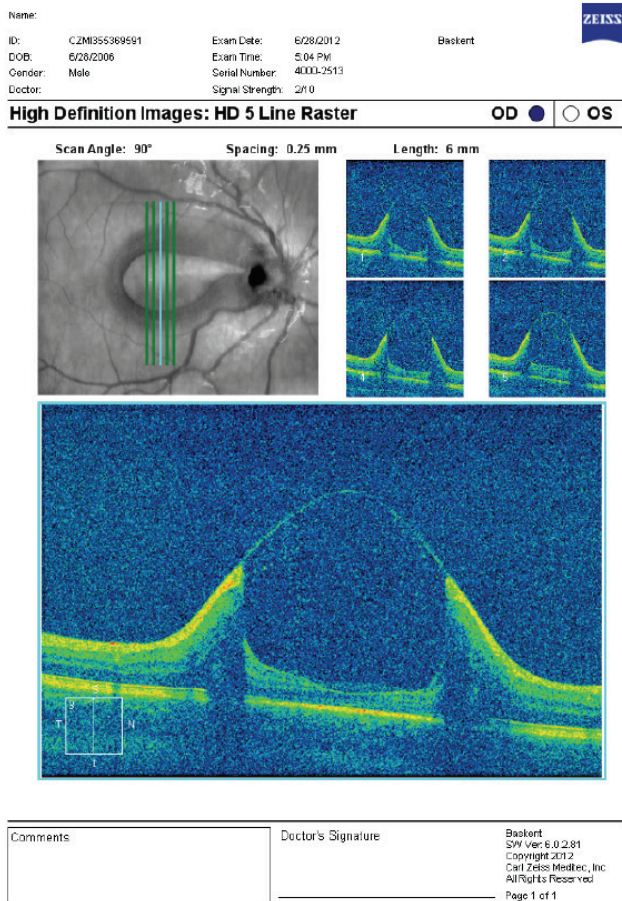 Name:
ZEISS
ID: CZMI355369591 Exam Date: 6/28/2012 Baskent
DOB: 6/28/2006 Exam Time: 5:04 PM
Gender: Male Serial Number: 4000-2513
Doctor: Signal Strength: 2/10
High Definition Images: HD 5 Line Raster OD OS
Scan Angle: 90° Spacing: 0.25 mm Length: 6 mm
1
4
S
T N
I
Comments
Doctor's Signature
Baskent
SW Ver: 6.0.2.81
Copyright 2012
Carl Zeiss Meditec, Inc
All Rights Reserved
Page 1 of 1